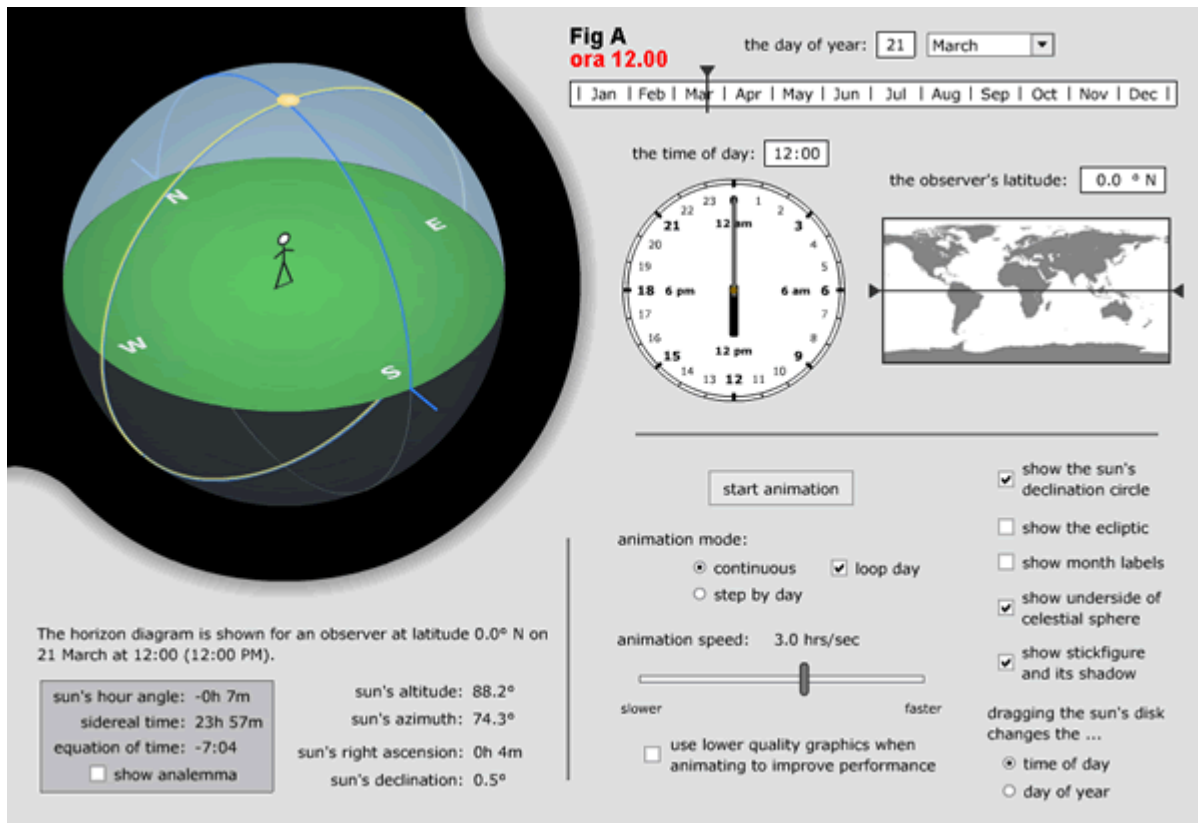 Fig A
ora 12.00
the day of year: 21 March
Jan | Feb | Mar | Apr | May | Jun | Jul | Aug | Sep | Oct | Nov | Dec
the time of day: 12:00
the observer's latitude: 0.0 ° N
23 1
22 12 am 2
21 3
20 4
19 5
18 6 pm 6 am 6
17 7
16 8
15 12 pm 9
14 13 12 11 10
N
E
W
S
start animation
animation mode:
continuous
loop day
step by day
animation speed: 3.0 hrs/sec
slower faster
use lower quality graphics when
animating to improve performance
show the sun's
declination circle
show the ecliptic
show month labels
show underside of
celestial sphere
show stickfigure
and its shadow
dragging the sun's disk
changes the ...
time of day
day of year
The horizon diagram is shown for an observer at latitude 0.0° N on
21 March at 12:00 (12:00 PM).
sun's hour angle: -0h 7m
sidereal time: 23h 57m
equation of time: -7:04
show analemma
sun's altitude: 88.2°
sun's azimuth: 74.3°
sun's right ascension: 0h 4m
sun's declination: 0.5°